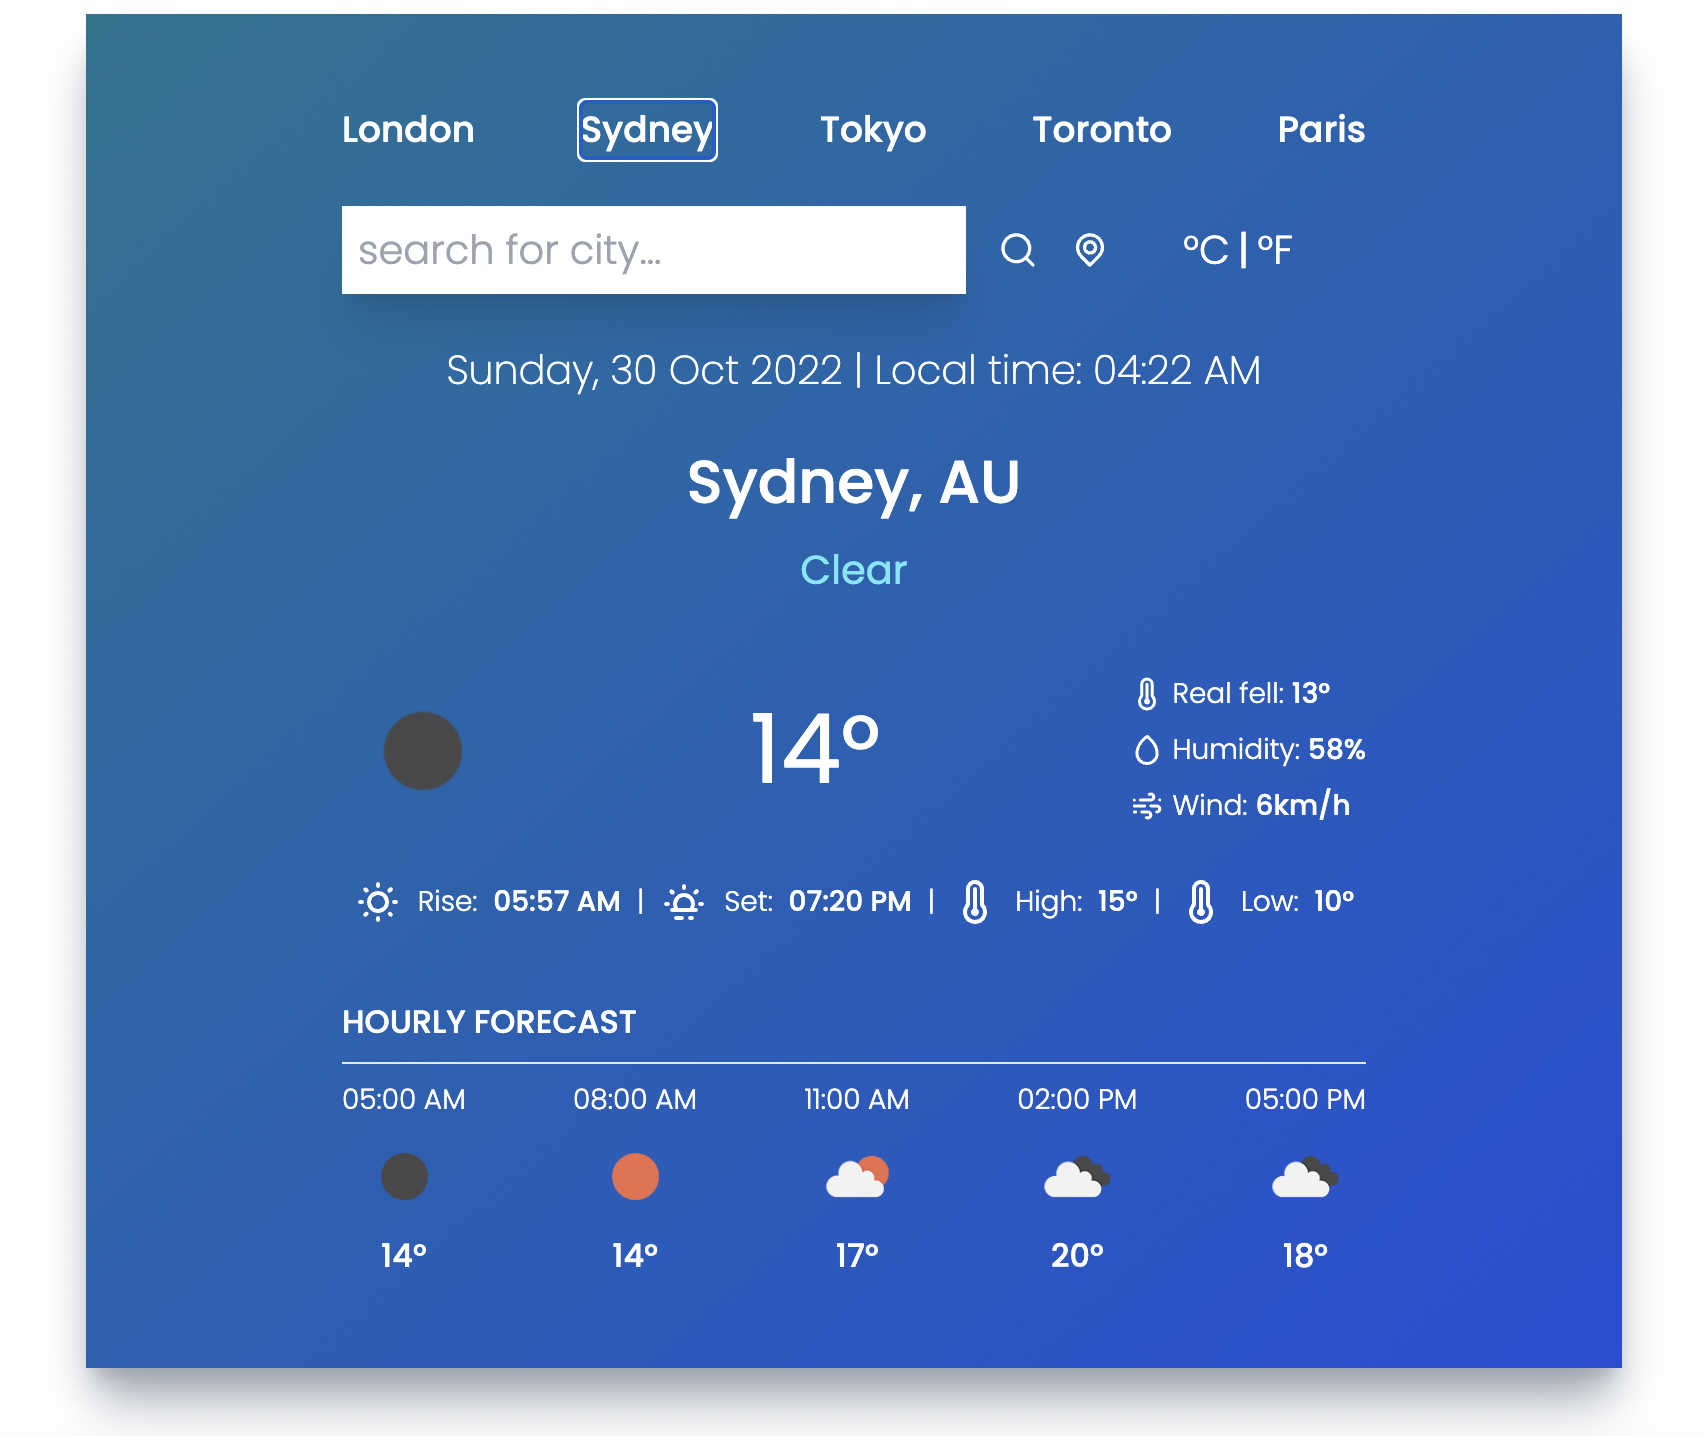 London Sydney Tokyo Toronto Paris
search for city... °C | °F
Sunday, 30 Oct 2022 | Local time: 04:22 AM
Sydney, AU
Clear
14°
Real fell: 13°
Humidity: 58%
Wind: 6km/h
Rise: 05:57 AM | Set: 07:20 PM | High: 15° | Low: 10°
HOURLY FORECAST
05:00 AM 08:00 AM 11:00 AM 02:00 PM 05:00 PM
14° 14° 17° 20° 18°